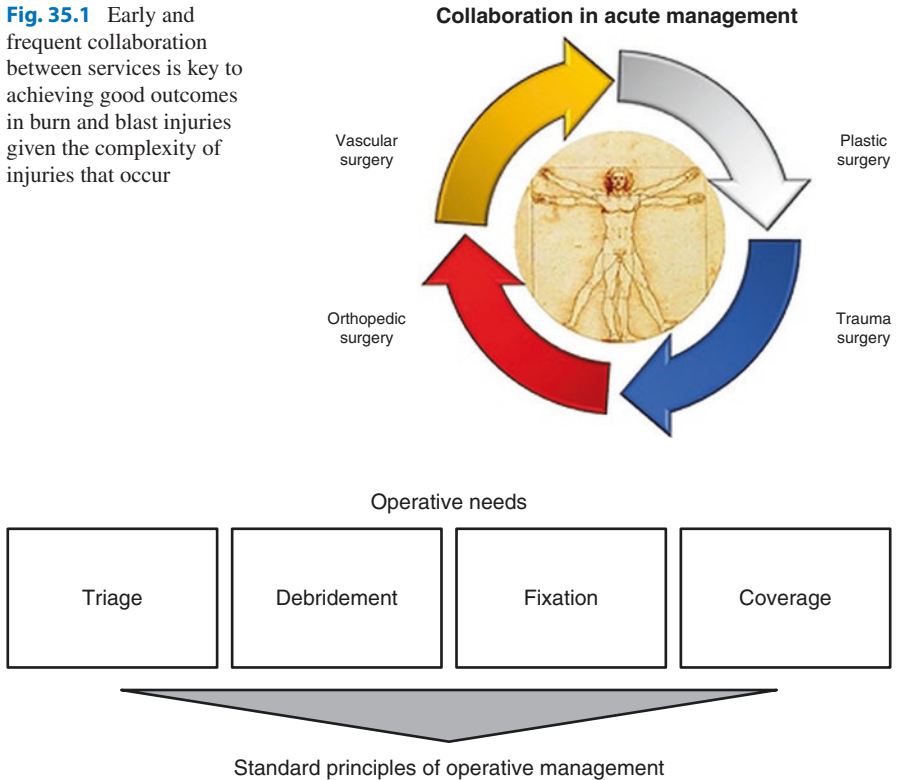 Fig. 35.1 Early and
frequent collaboration
between services is key to
achieving good outcomes
in burn and blast injuries
given the complexity of
injuries that occur
Collaboration in acute management
Vascular
surgery
Plastic
surgery
Orthopedic
surgery
Trauma
surgery
Operative needs
Triage
Debridement
Fixation
Coverage
Standard principles of operative management